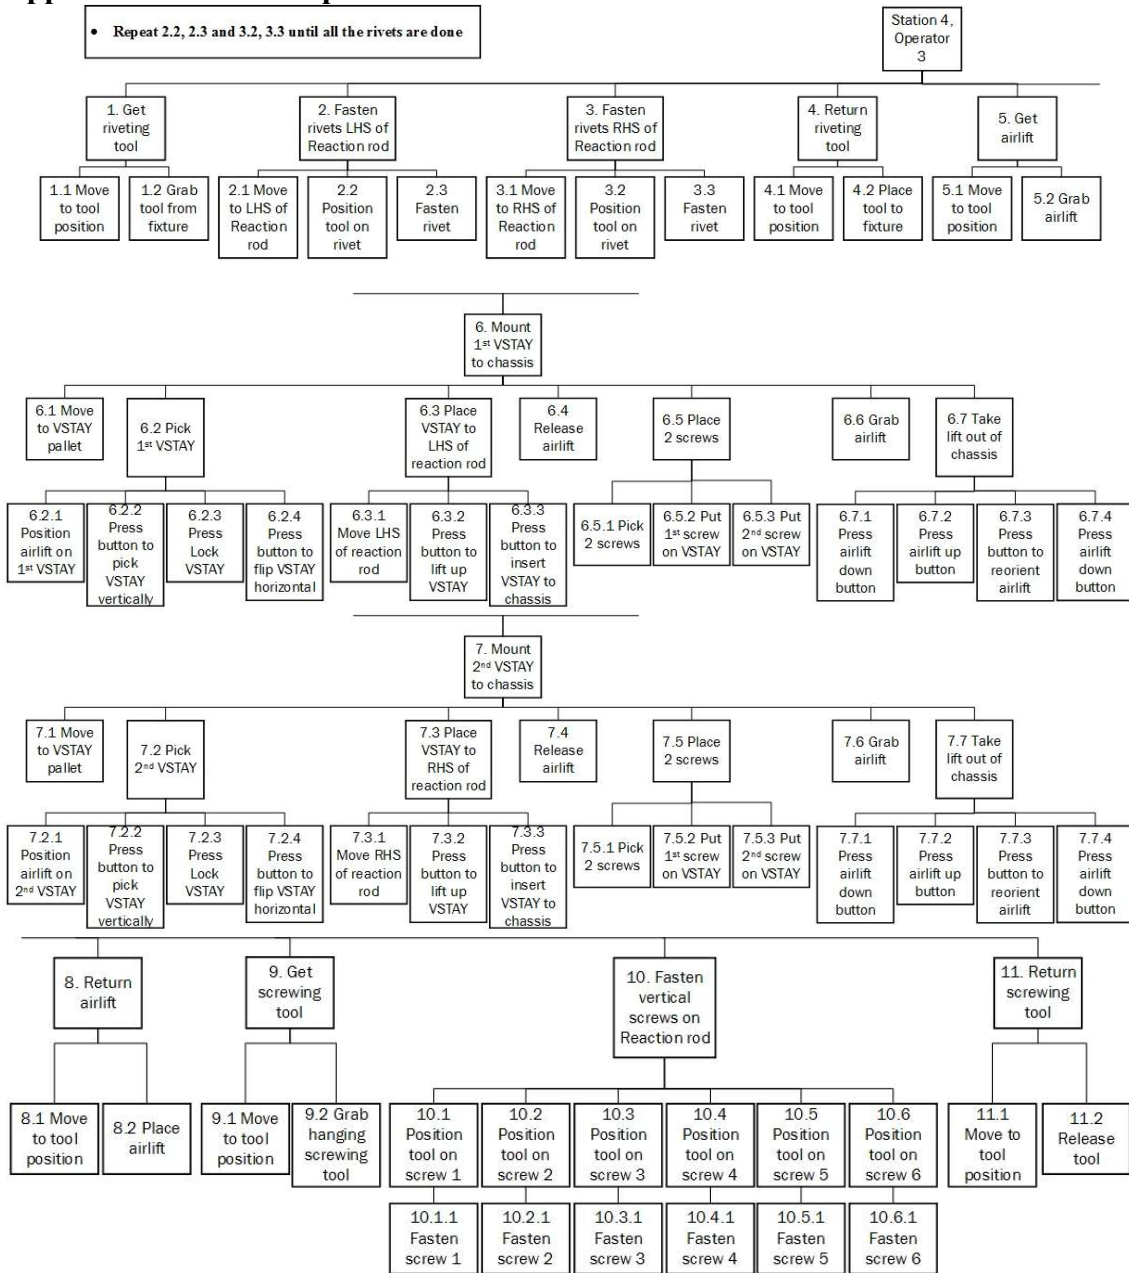 • Repeat 2.2, 2.3 and 3.2, 3.3 until all the rivets are done
Station 4,
Operator
3
1. Get
riveting
tool
2. Fasten
rivets LHS of
Reaction rod
3. Fasten
rivets RHS of
Reaction rod
4. Return
riveting
tool
5. Get
airlift
1.1 Move
to tool
position
1.2 Grab
tool from
fixture
2.1 Move
to LHS of
Reaction
rod
2.2
Position
tool on
rivet
2.3
Fasten
rivet
3.1 Move
to RHS of
Reaction
rod
3.2
Position
tool on
rivet
3.3
Fasten
rivet
4.1 Move
to tool
position
4.2 Place
tool to
fixture
5.1 Move
to tool
position
5.2 Grab
airlift
6. Mount
1st VSTAY
to chassis
6.1 Move
to VSTAY
pallet
6.2 Pick
1st VSTAY
6.3 Place
VSTAY to
LHS of
reaction rod
6.4
Release
airlift
6.5 Place
2 screws
6.6 Grab
airlift
6.7 Take
lift out of
chassis
6.2.1
Position
airlift on
1st VSTAY
6.2.2
Press
button to
pick
VSTAY
vertically
6.2.3
Press
Lock
VSTAY
6.2.4
Press
button to
flip VSTAY
horizontal
6.3.1
Move LHS
of reaction
rod
6.3.2
Press
button to
lift up
VSTAY
6.3.3
Press
button to
insert
VSTAY to
chassis
6.5.1 Pick
2 screws
6.5.2 Put
1st screw
on VSTAY
6.5.3 Put
2nd screw
on VSTAY
6.7.1
Press
airlift
down
button
6.7.2
Press
airlift up
button
6.7.3
Press
button to
reorient
airlift
6.7.4
Press
airlift
down
button
7. Mount
2nd VSTAY
to chassis
7.1 Move
to VSTAY
pallet
7.2 Pick
2nd VSTAY
7.3 Place
VSTAY to
RHS of
reaction rod
7.4
Release
airlift
7.5 Place
2 screws
7.6 Grab
airlift
7.7 Take
lift out of
chassis
7.2.1
Position
airlift on
2nd VSTAY
7.2.2
Press
button to
pick
VSTAY
vertically
7.2.3
Press
Lock
VSTAY
7.2.4
Press
button to
flip VSTAY
horizontal
7.3.1
Move RHS
of reaction
rod
7.3.2
Press
button to
lift up
VSTAY
7.3.3
Press
button to
insert
VSTAY to
chassis
7.5.1 Pick
2 screws
7.5.2 Put
1st screw
on VSTAY
7.5.3 Put
2nd screw
on VSTAY
7.7.1
Press
airlift
down
button
7.7.2
Press
airlift up
button
7.7.3
Press
button to
reorient
airlift
7.7.4
Press
airlift
down
button
8. Return
airlift
9. Get
screwing
tool
10. Fasten
vertical
screws on
Reaction rod
11. Return
screwing
tool
8.1 Move
to tool
position
8.2 Place
airlift
9.1 Move
to tool
position
9.2 Grab
hanging
screwing
tool
10.1
Position
tool on
screw 1
10.2
Position
tool on
screw 2
10.3
Position
tool on
screw 3
10.4
Position
tool on
screw 4
10.5
Position
tool on
screw 5
10.6
Position
tool on
screw 6
11.1
Move to
tool
position
11.2
Release
tool
10.1.1
Fasten
screw 1
10.2.1
Fasten
screw 2
10.3.1
Fasten
screw 3
10.4.1
Fasten
screw 4
10.5.1
Fasten
screw 5
10.6.1
Fasten
screw 6